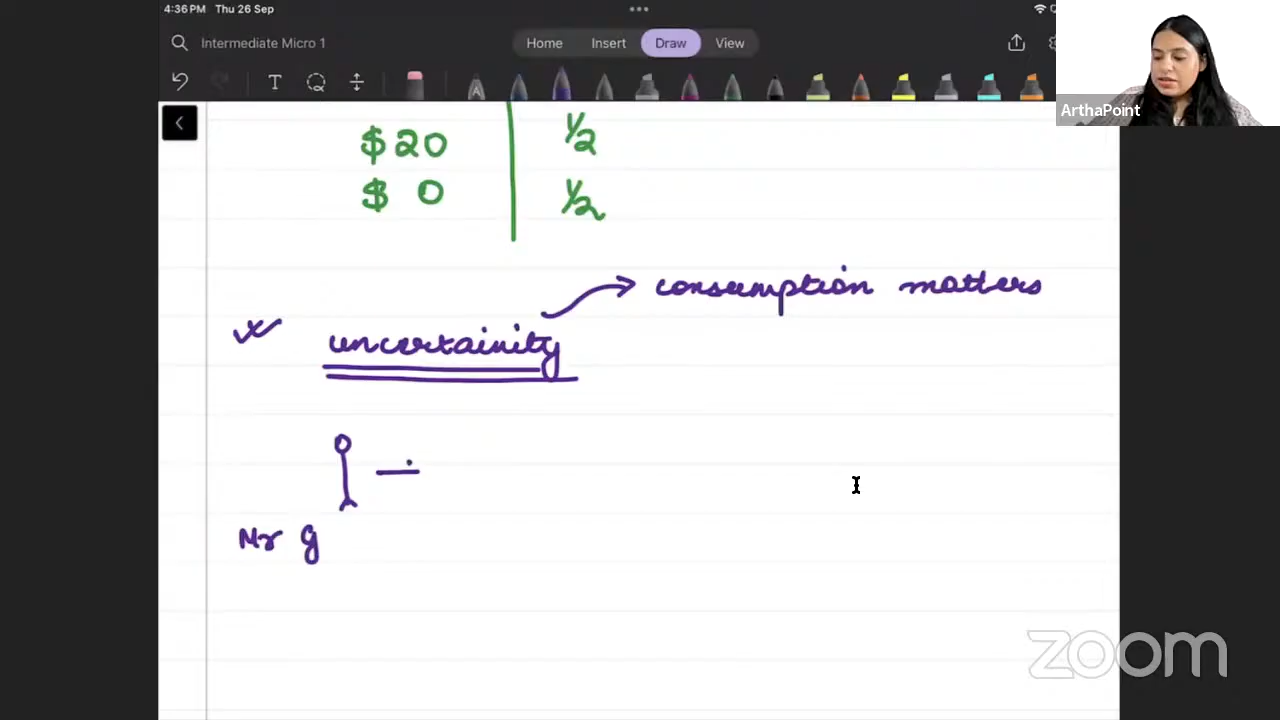 4:36 PM Thu 26 Sep
Intermediate Micro 1
Home Insert Draw View
ArthaPoint
$20 1/2
$ 0 1/2
consumption matters
uncertainity
Mr g
zoom